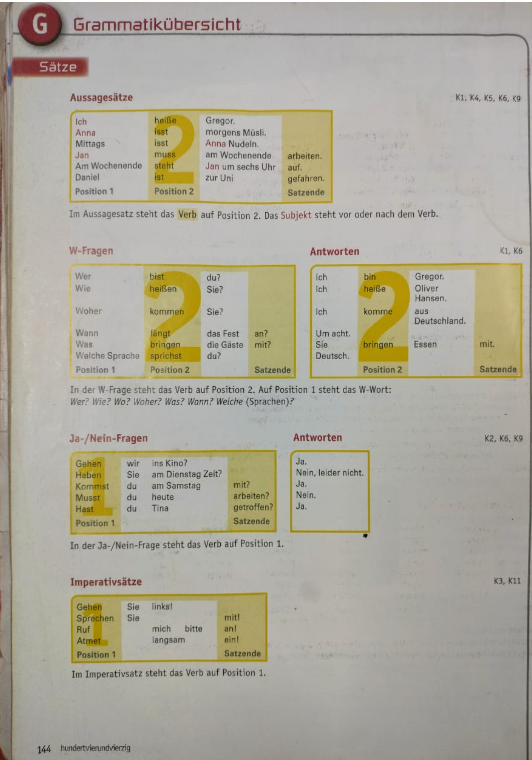 G Grammatikübersicht
Sätze
Aussagesätze K1, K4, K5, K6, K9
Ich heiße Gregor.
Anna isst morgens Müsli.
Mittags isst Anna Nudeln.
Jan muss am Wochenende arbeiten.
Am Wochenende steht Jan um sechs Uhr auf.
Daniel ist zur Uni gefahren.
Position 1 Position 2 Satzende
2
Im Aussagesatz steht das Verb auf Position 2. Das Subjekt steht vor oder nach dem Verb.
W-Fragen
Wer bist du?
Wie heißen Sie?
Woher kommen Sie?
Wann fängt das Fest an?
Was bringen die Gäste mit?
Welche Sprache sprichst du?
Position 1 Position 2 Satzende
2
Antworten K1, K6
Ich bin Gregor.
Ich heiße Oliver
Hansen.
Ich komme aus
Deutschland.
Um acht.
Sie bringen Essen mit.
Deutsch.
Position 2 Satzende
2
In der W-Frage steht das Verb auf Position 2. Auf Position 1 steht das W-Wort:
Wer? Wie? Wo? Woher? Was? Wann? Welche (Sprachen)?
Ja-/Nein-Fragen
Gehen wir ins Kino?
Haben Sie am Dienstag Zeit?
Kommst du am Samstag mit?
Musst du heute arbeiten?
Hast du Tina getroffen?
Position 1 Satzende
1
Antworten K2, K6, K9
Ja.
Nein, leider nicht.
Ja.
Nein.
Ja.
In der Ja-/Nein-Frage steht das Verb auf Position 1.
Imperativsätze K3, K11
Gehen Sie links!
Sprechen Sie mit!
Ruf mich bitte an!
Atmet langsam ein!
Position 1 Satzende
1
Im Imperativsatz steht das Verb auf Position 1.
144 hundertvierundvierzig